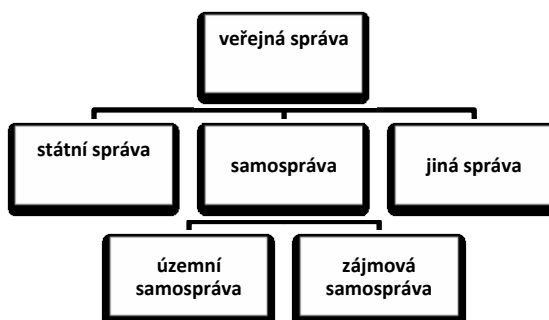 veřejná správa
státní správa
samospráva
jiná správa
územní
samospráva
zájmová
samospráva